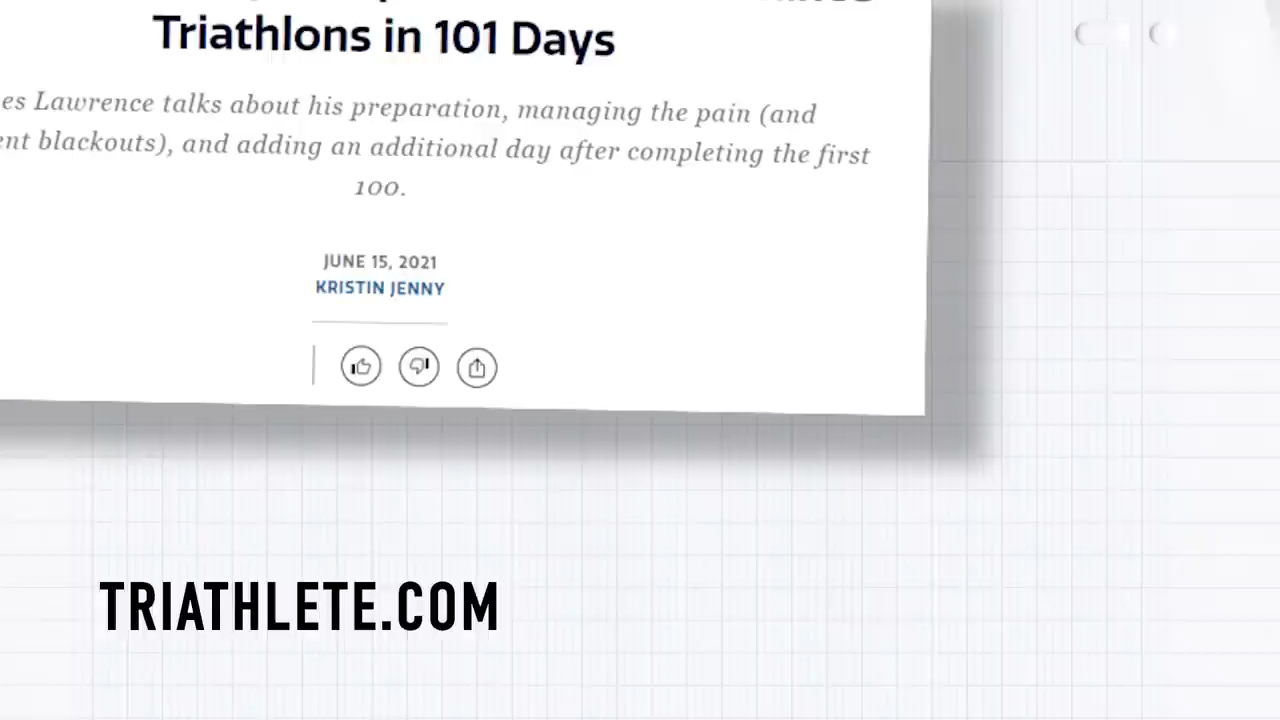 Triathlons in 101 Days
es Lawrence talks about his preparation, managing the pain (and
ent blackouts), and adding an additional day after completing the first
100.
JUNE 15, 2021
KRISTIN JENNY
TRIATHLETE.COM